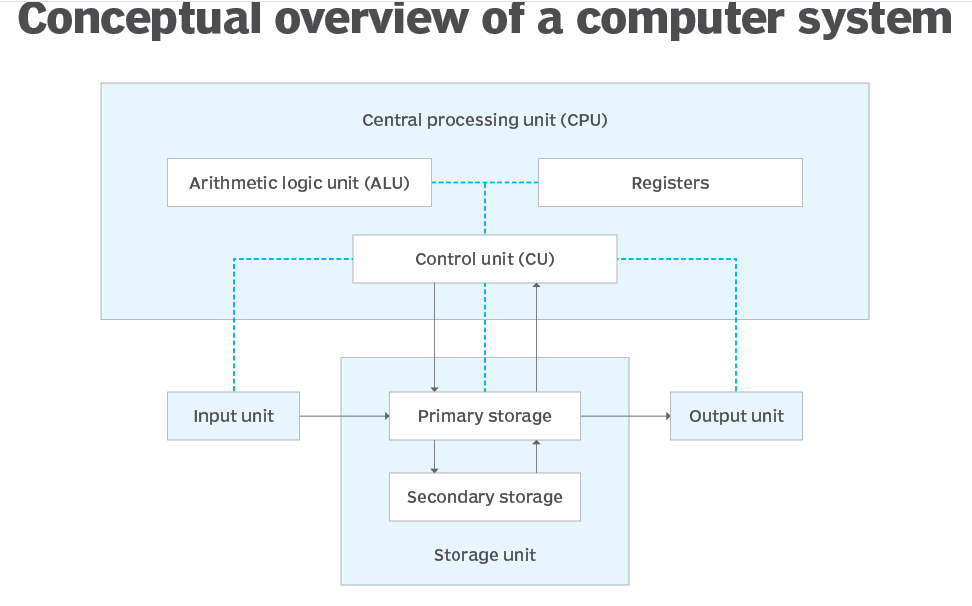 Conceptual overview of a computer system
Central processing unit (CPU)
Arithmetic logic unit (ALU)
Registers
Control unit (CU)
Input unit
Primary storage
Output unit
Secondary storage
Storage unit